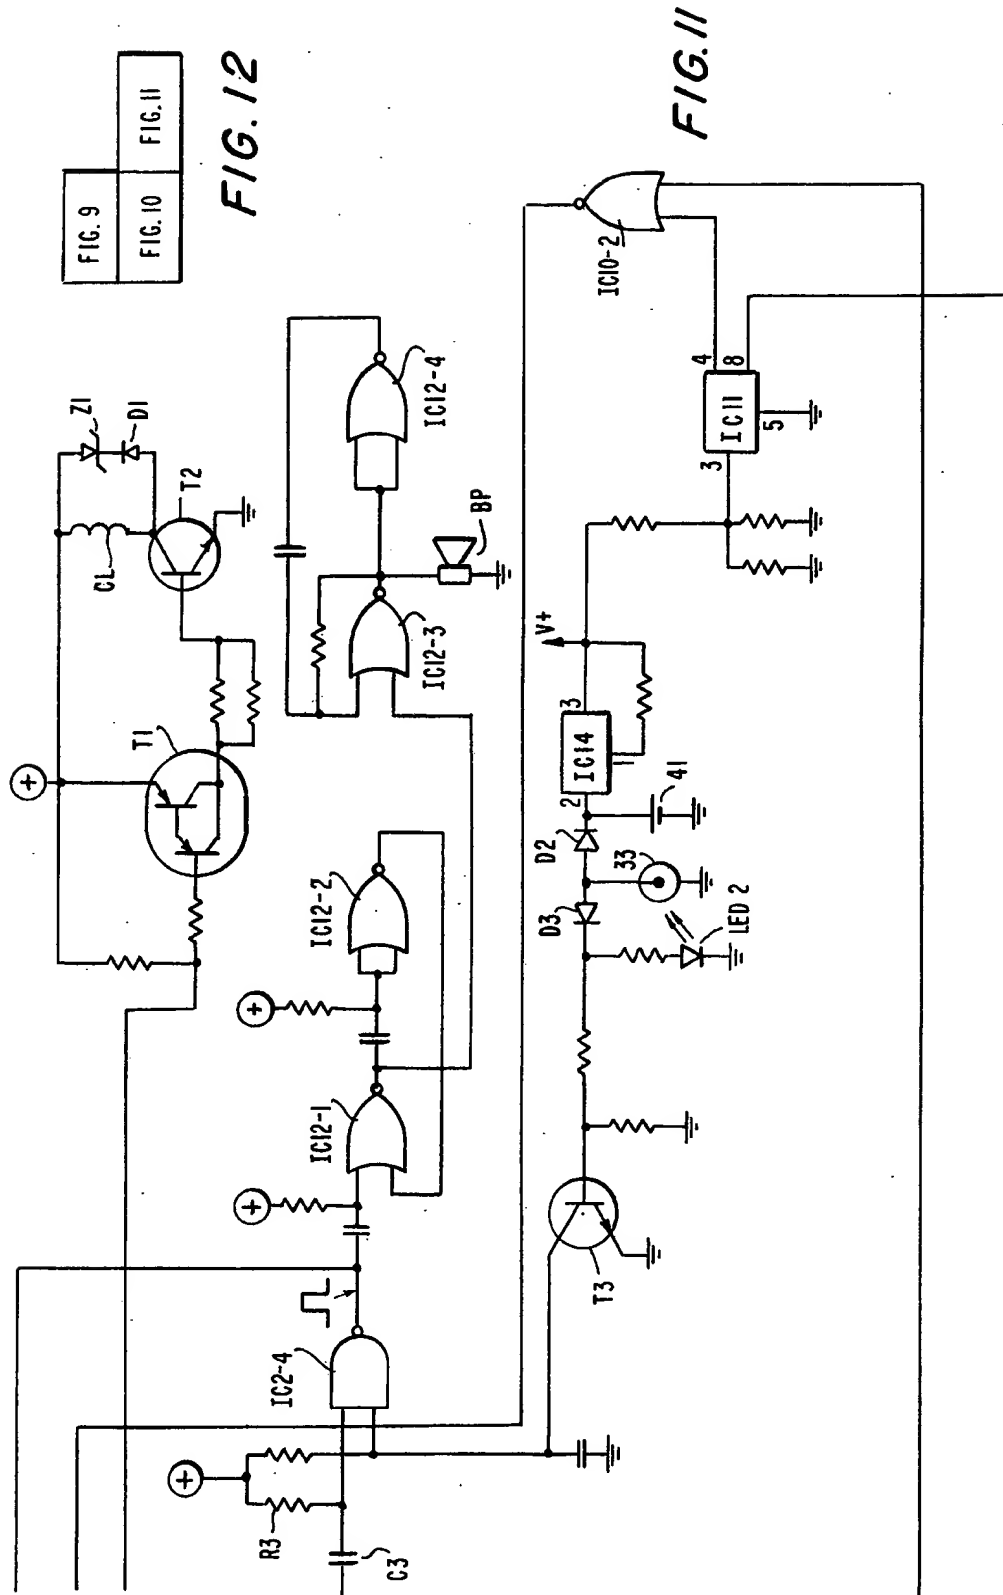 FIG. 9
FIG. 10
FIG. 11
FIG. 12
+
T1
CL
Z1
D1
T2
IC12-4
IC12-3
BP
+
IC12-2
+
IC12-1
+
R3
C3
IC2-4
FIG. 11
IC10-2
4
8
3
IC11
5
V+
3
IC14
2
1
41
D2
33
D3
LED 2
T3